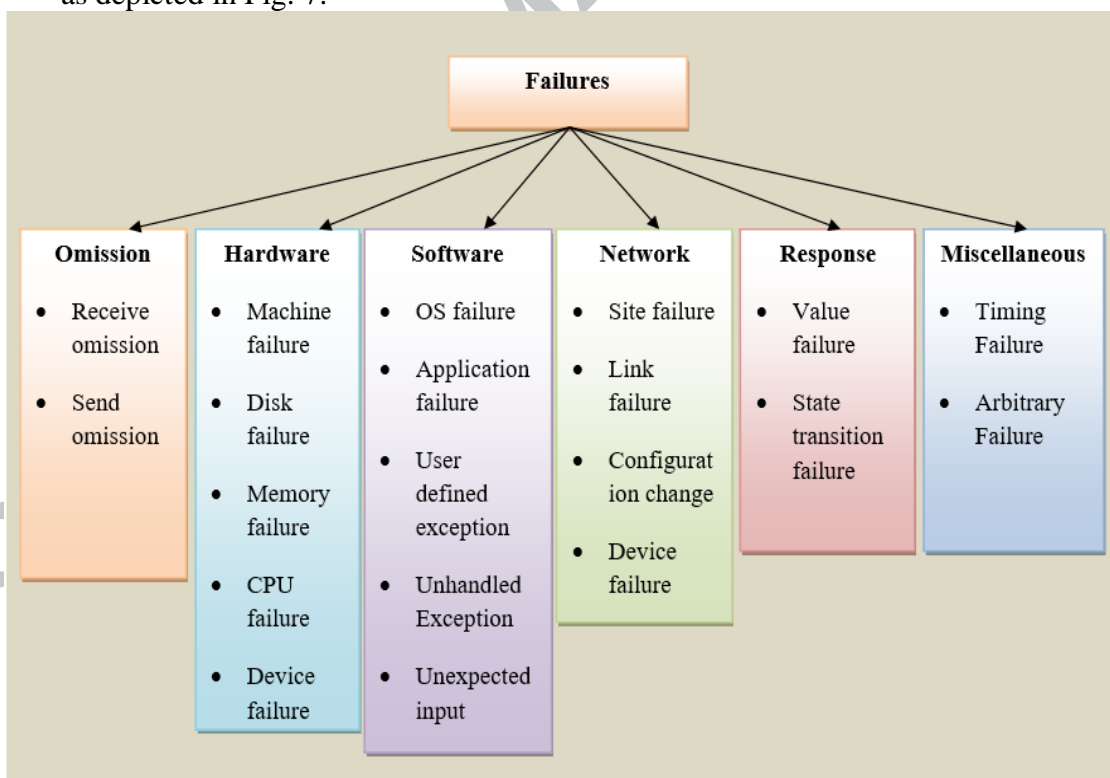 as depicted in Fig. 7.
Failures
Omission
• Receive
omission
• Send
omission
Hardware
• Machine
failure
• Disk
failure
• Memory
failure
• CPU
failure
• Device
failure
Software
• OS failure
• Application
failure
• User
defined
exception
• Unhandled
Exception
• Unexpected
input
Network
• Site failure
• Link
failure
• Configurat
ion change
• Device
failure
Response
• Value
failure
• State
transition
failure
Miscellaneous
• Timing
Failure
• Arbitrary
Failure